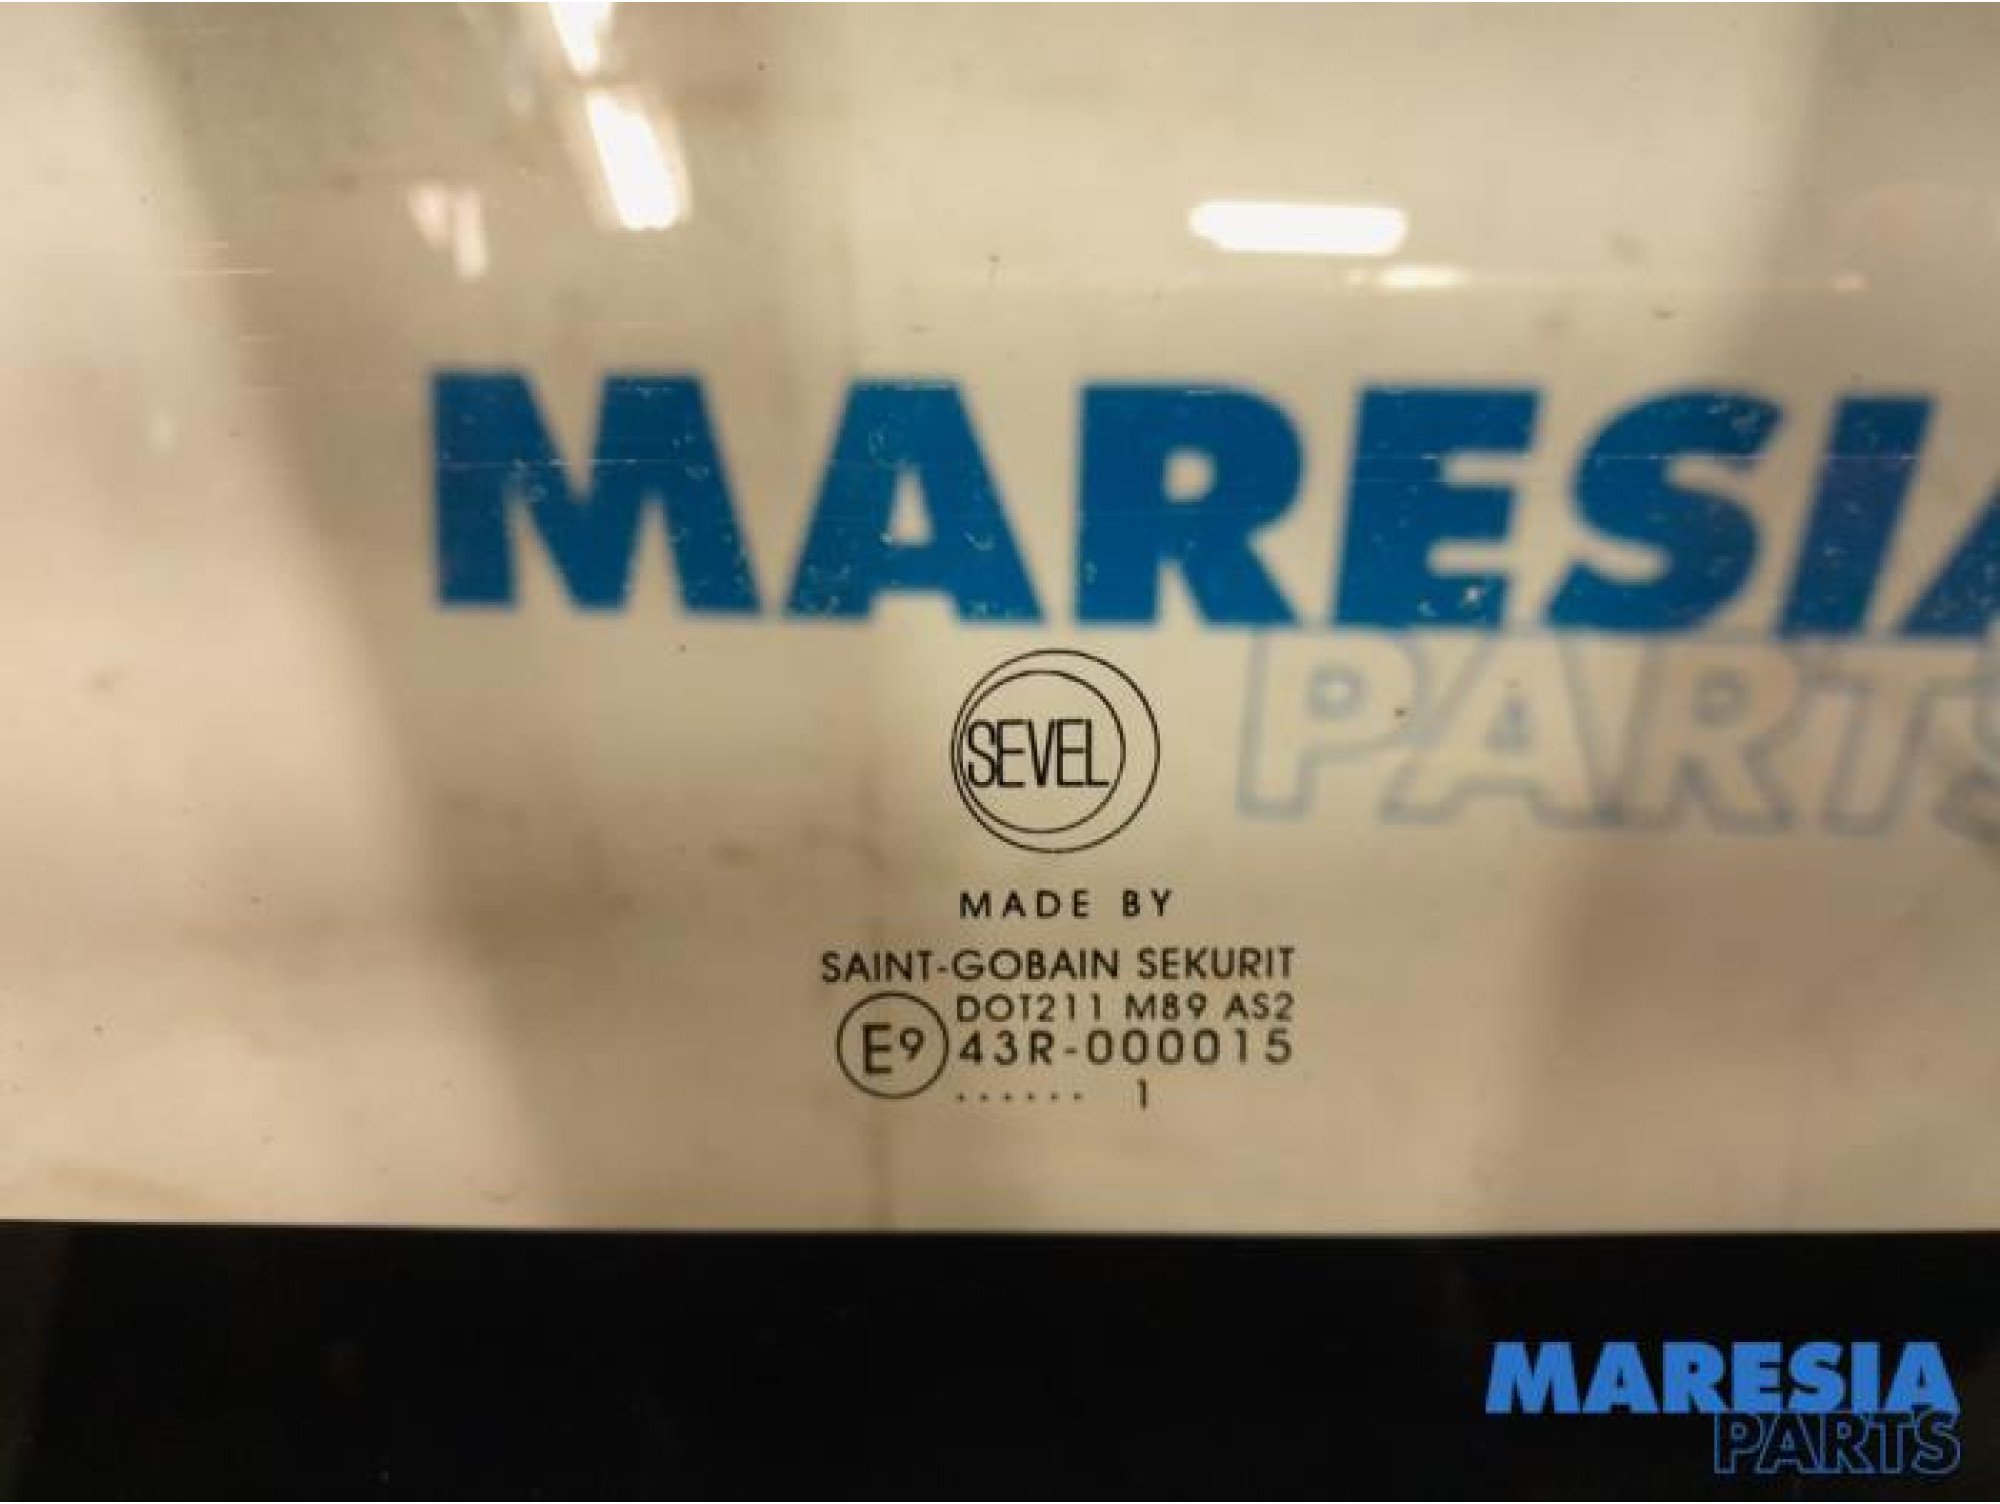 MARESIA
PARTS
SEVEL
MADE BY
SAINT-GOBAIN SEKURIT
DOT211 M89 AS2
E9 43R-000015
...... 1
MARESIA
PARTS